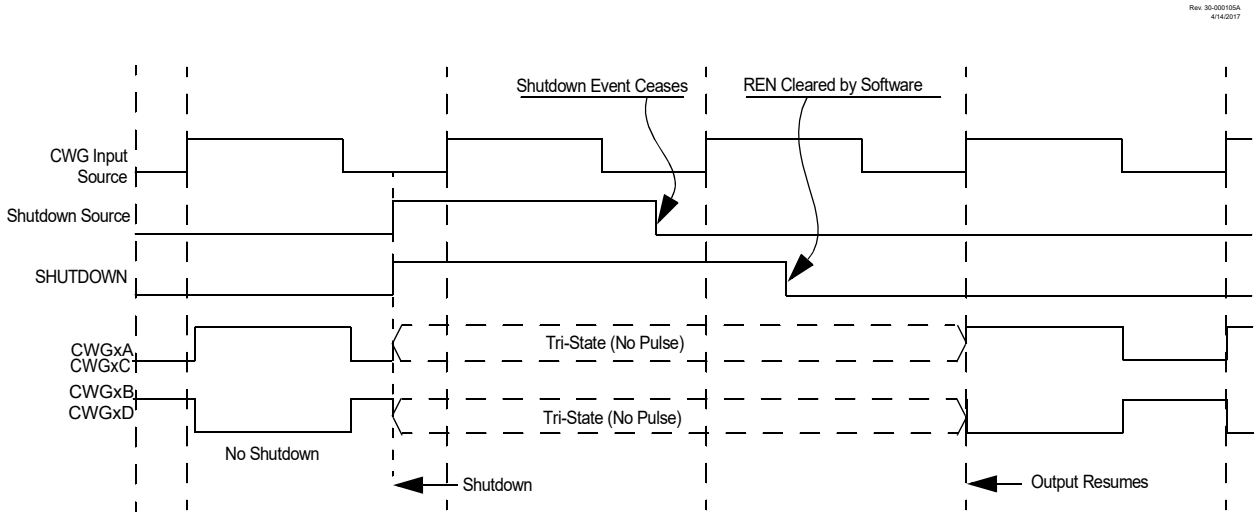 Rev. 30-000105A
4/14/2017
Shutdown Event Ceases
REN Cleared by Software
CWG Input
Source
Shutdown Source
SHUTDOWN
Tri-State (No Pulse)
CWGxA
CWGxC
CWGxB
CWGxD
Tri-State (No Pulse)
No Shutdown
Shutdown
Output Resumes